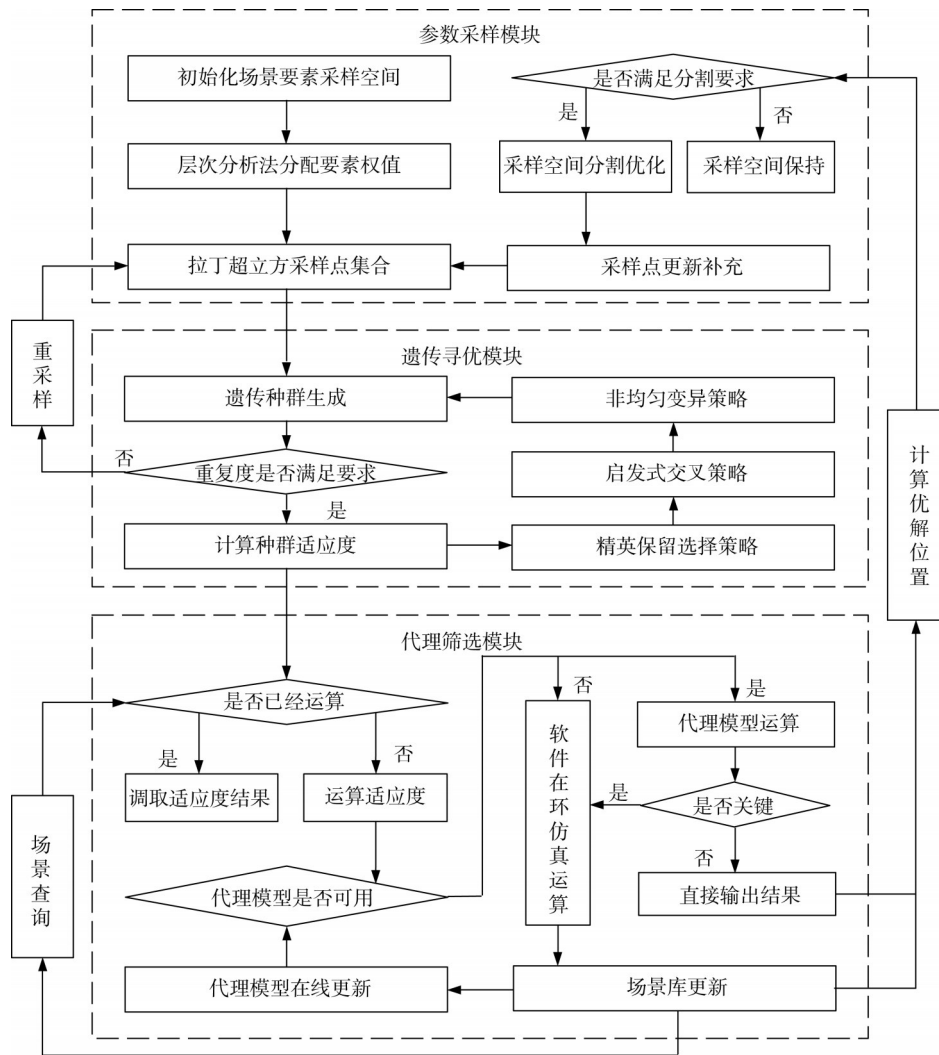 参数采样模块
初始化场景要素采样空间
是否满足分割要求
是
否
层次分析法分配要素权值
采样空间分割优化
采样空间保持
拉丁超立方采样点集合
采样点更新补充
重采样
遗传寻优模块
遗传种群生成
非均匀变异策略
否
重复度是否满足要求
启发式交叉策略
是
计算种群适应度
精英保留选择策略
计算优解位置
代理筛选模块
是否已经运算
否
是
软件在环仿真运算
代理模型运算
是
否
调取适应度结果
运算适应度
是
是否关键
场景查询
代理模型是否可用
否
直接输出结果
代理模型在线更新
场景库更新